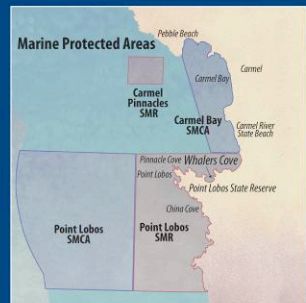 Marine Protected Areas
Pebble Beach
Carmel Bay
Carmel
Carmel
Pinnacles
SMR
Carmel Bay
SMCA
Carmel River
State Beach
Pinnacle Cove
Whalers Cove
Point Lobos
Point Lobos State Reserve
China Cove
Point Lobos
SMCA
Point Lobos
SMR